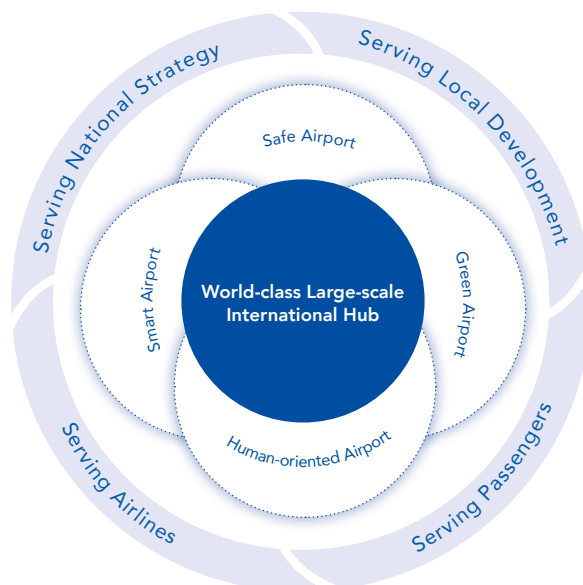 Serving National Strategy
Serving Local Development
Safe Airport
Smart Airport
World-class Large-scale
International Hub
Green Airport
Human-oriented Airport
Serving Airlines
Serving Passengers